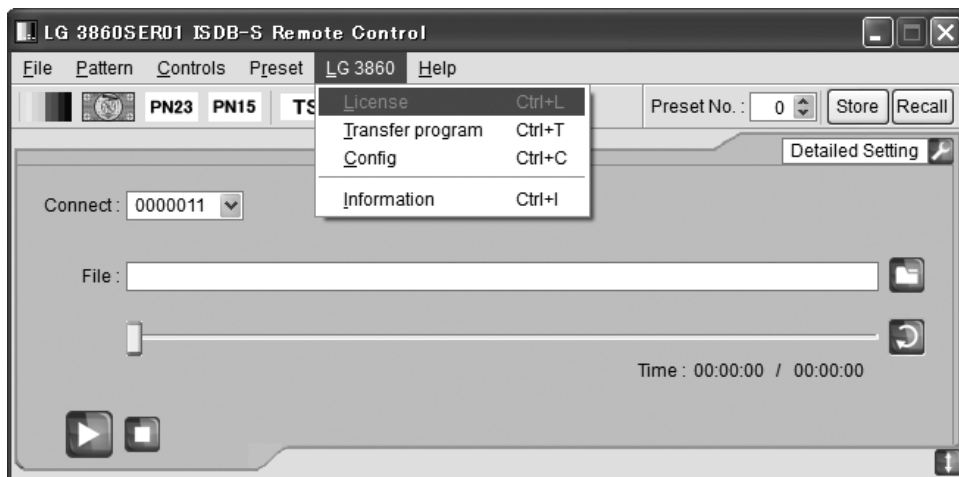 LG 3860SER01 ISDB-S Remote Control
File Pattern Controls Preset LG 3860 Help
PN23 PN15 TS Preset No. : 0 Store Recall
License Ctrl+L
Transfer program Ctrl+T
Config Ctrl+C
Information Ctrl+I
Detailed Setting
Connect : 0000011
File :
Time : 00:00:00 / 00:00:00